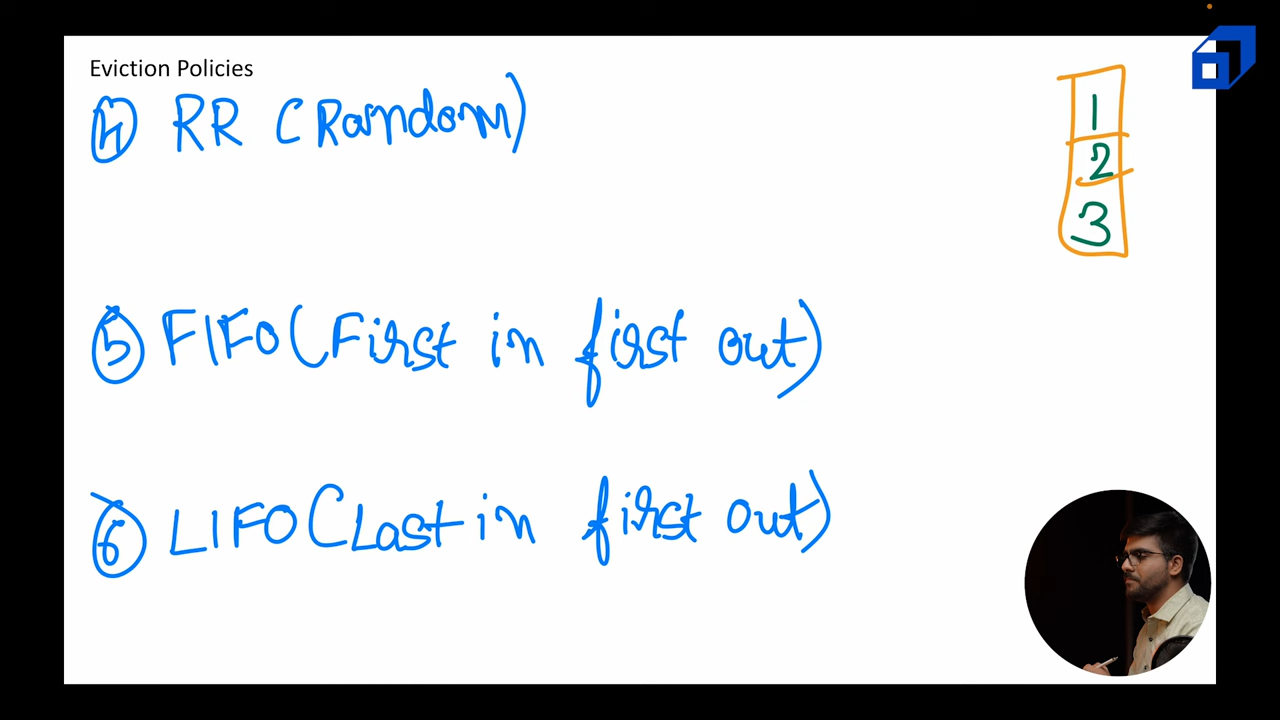 Eviction Policies
4 RR (Random)
1
2
3
5 FIFO (First in first out)
6 LIFO (Last in first out)